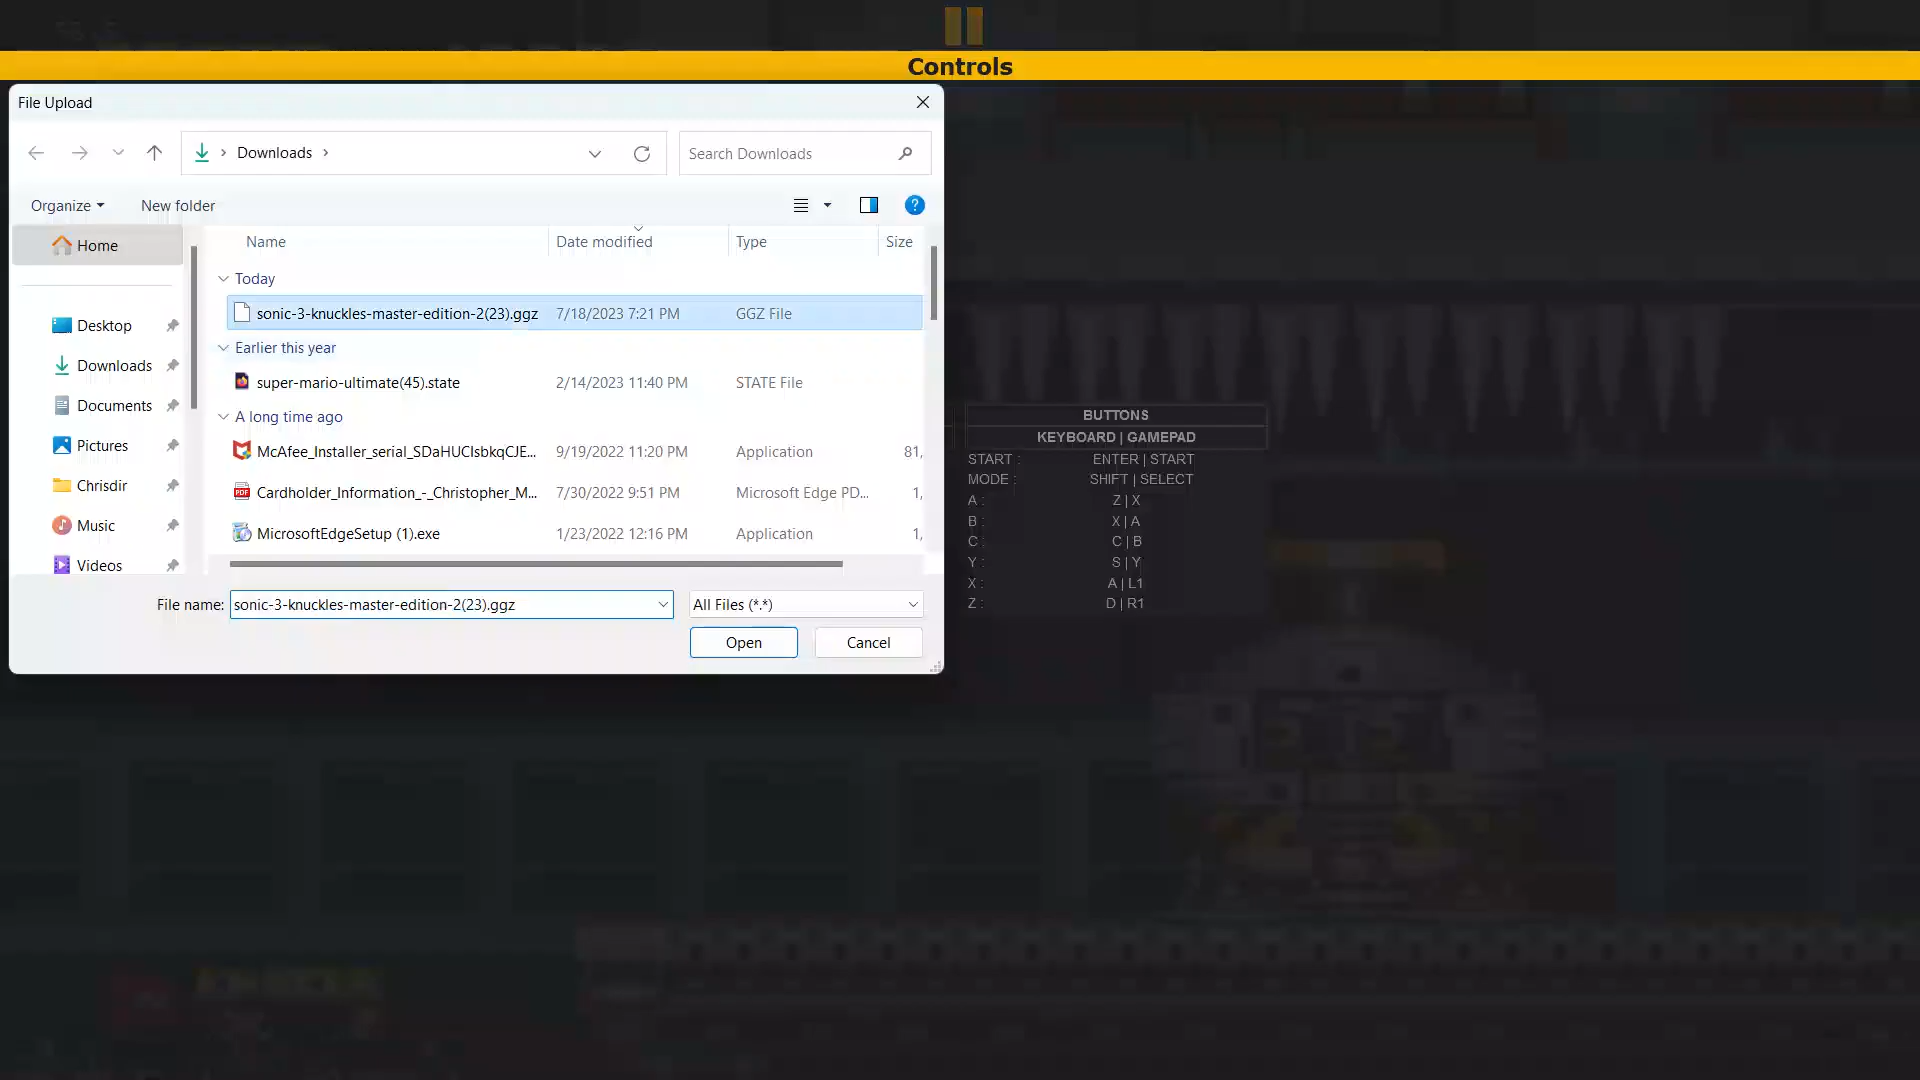 Controls
File Upload
Downloads
Search Downloads
Organize
New folder
Name
Date modified
Type
Size
Home
Desktop
Downloads
Documents
Pictures
Chrisdir
Music
Videos
Today
sonic-3-knuckles-master-edition-2(23).ggz 7/18/2023 7:21 PM GGZ File
Earlier this year
super-mario-ultimate(45).state 2/14/2023 11:40 PM STATE File
A long time ago
McAfee_Installer_serial_SDaHUCIsbkqCJE... 9/19/2022 11:20 PM Application 81,
Cardholder_Information_-_Christopher_M... 7/30/2022 9:51 PM Microsoft Edge PD... 1,
MicrosoftEdgeSetup (1).exe 1/23/2022 12:16 PM Application 1,
File name: sonic-3-knuckles-master-edition-2(23).ggz
All Files (*.*)
Open
Cancel
BUTTONS
KEYBOARD | GAMEPAD
START : ENTER | START
MODE : SHIFT | SELECT
A : Z | X
B : X | A
C : C | B
Y : S | Y
X : A | L1
Z : D | R1